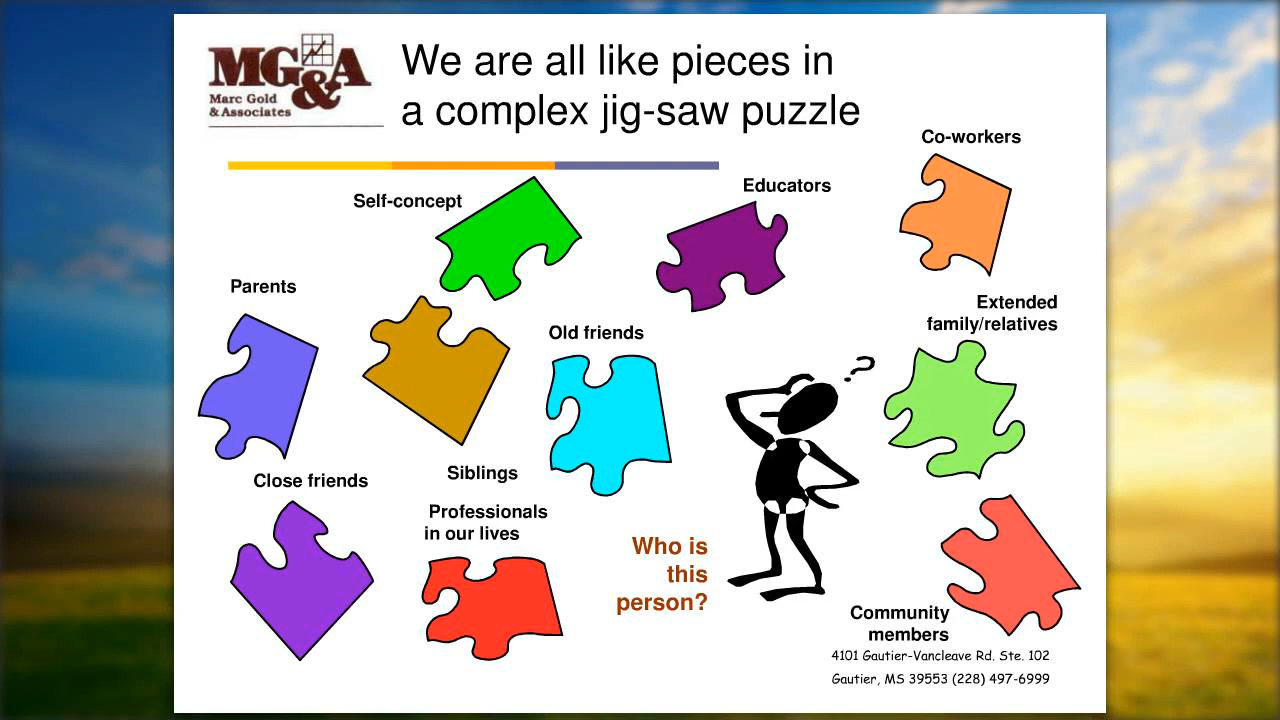 MG&A
Marc Gold
& Associates
We are all like pieces in
a complex jig-saw puzzle
Co-workers
Self-concept
Educators
Parents
Extended
family/relatives
Old friends
Siblings
Close friends
Professionals
in our lives
Who is
this
person?
?
Community
members
4101 Gautier-Vancleave Rd. Ste. 102
Gautier, MS 39553 (228) 497-6999